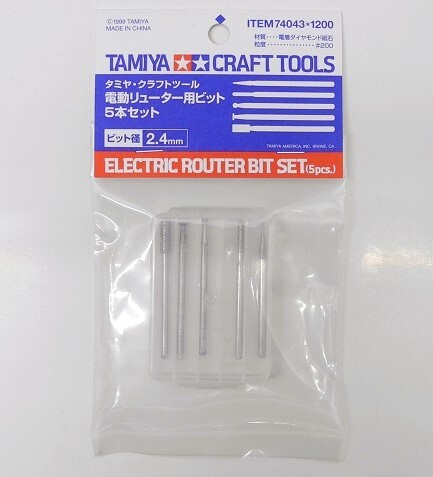 ©1999 TAMIYA
MADE IN CHINA
ITEM 74043★1200
材質‥‥電着ダイヤモンド砥石
粒度‥‥‥‥‥‥‥‥#200
TAMIYA CRAFT TOOLS
タミヤ・クラフトツール
電動リューター用ビット
5本セット
ビット径 2.4mm
TAMIYA AMERICA, INC. IRVINE, CA
ELECTRIC ROUTER BIT SET(5pcs.)